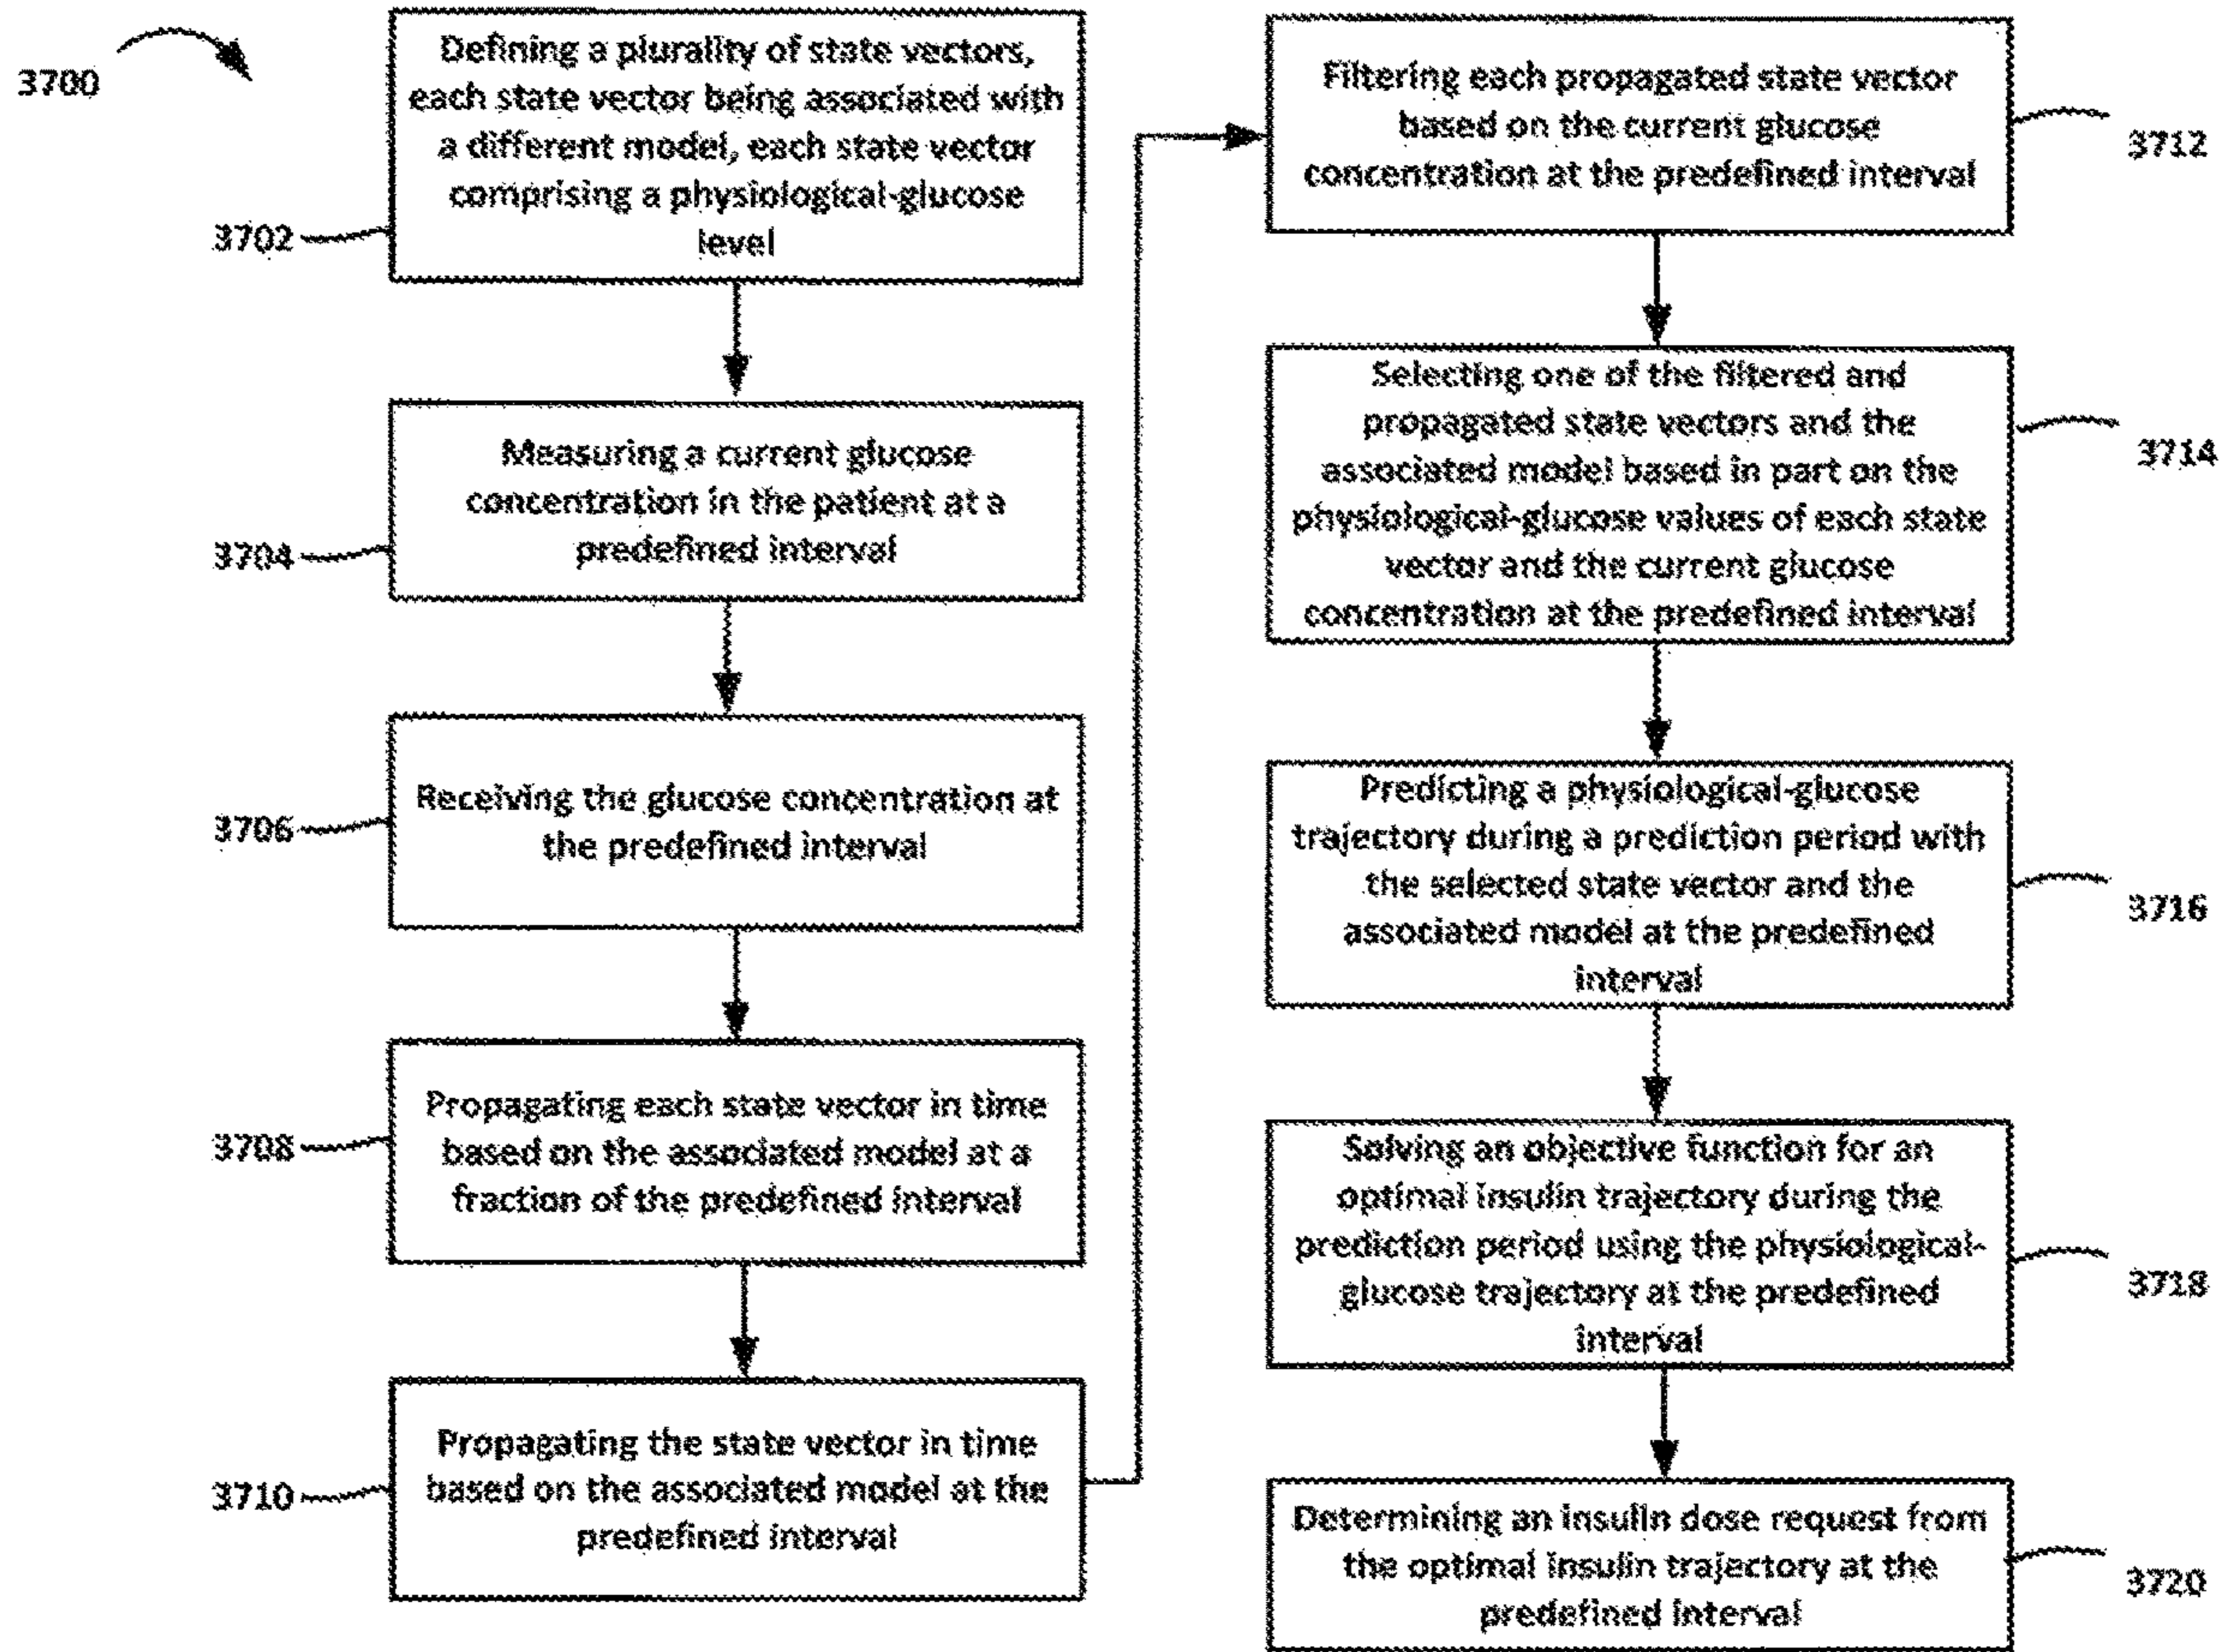 3700
Defining a plurality of state vectors,
each state vector being associated with
a different model, each state vector
comprising a physiological-glucose
level
3702
Measuring a current glucose
concentration in the patient at a
predefined interval
3704
Receiving the glucose concentration at
the predefined interval
3706
Propagating each state vector in time
based on the associated model at a
fraction of the predefined interval
3708
Propagating the state vector in time
based on the associated model at the
predefined interval
3710
Filtering each propagated state vector
based on the current glucose
concentration at the predefined interval
3712
Selecting one of the filtered and
propagated state vectors and the
associated model based in part on the
physiological-glucose values of each state
vector and the current glucose
concentration at the predefined interval
3714
Predicting a physiological-glucose
trajectory during a prediction period with
the selected state vector and the
associated model at the predefined
interval
3716
Solving an objective function for an
optimal insulin trajectory during the
prediction period using the physiological-
glucose trajectory at the predefined
interval
3718
Determining an insulin dose request from
the optimal insulin trajectory at the
predefined interval
3720